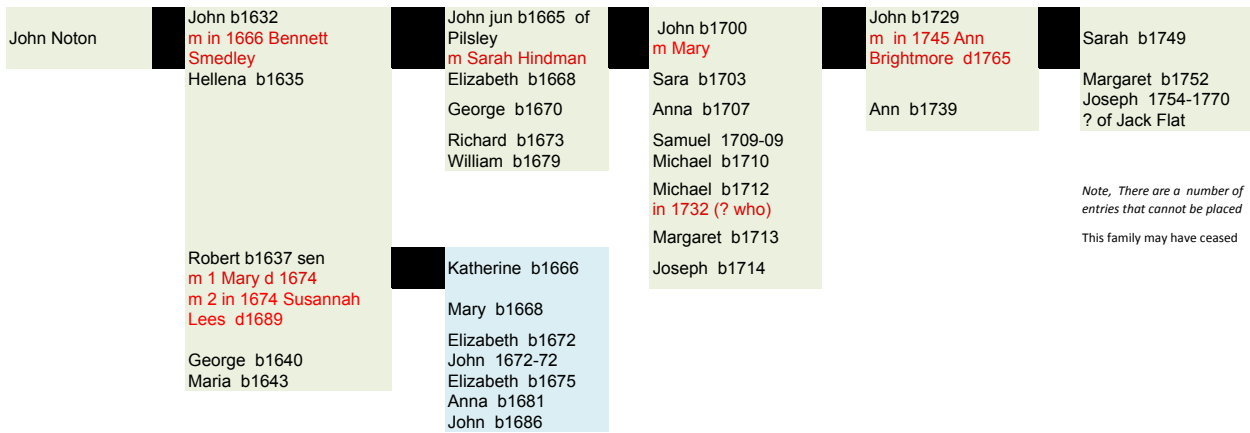 John Noton
John b1632
m in 1666 Bennett
Smedley
Hellena b1635
Robert b1637 sen
m 1 Mary d 1674
m 2 in 1674 Susannah
Lees d1689
George b1640
Maria b1643
John jun b1665 of
Pilsley
m Sarah Hindman
Elizabeth b1668
George b1670
Richard b1673
William b1679
Katherine b1666
Mary b1668
Elizabeth b1672
John 1672-72
Elizabeth b1675
Anna b1681
John b1686
John b1700
m Mary
Sara b1703
Anna b1707
Samuel 1709-09
Michael b1710
Michael b1712
in 1732 (? who)
Margaret b1713
Joseph b1714
John b1729
m in 1745 Ann
Brightmore d1765
Ann b1739
Sarah b1749
Margaret b1752
Joseph 1754-1770
? of Jack Flat
Note, There are a number of
entries that cannot be placed
This family may have ceased